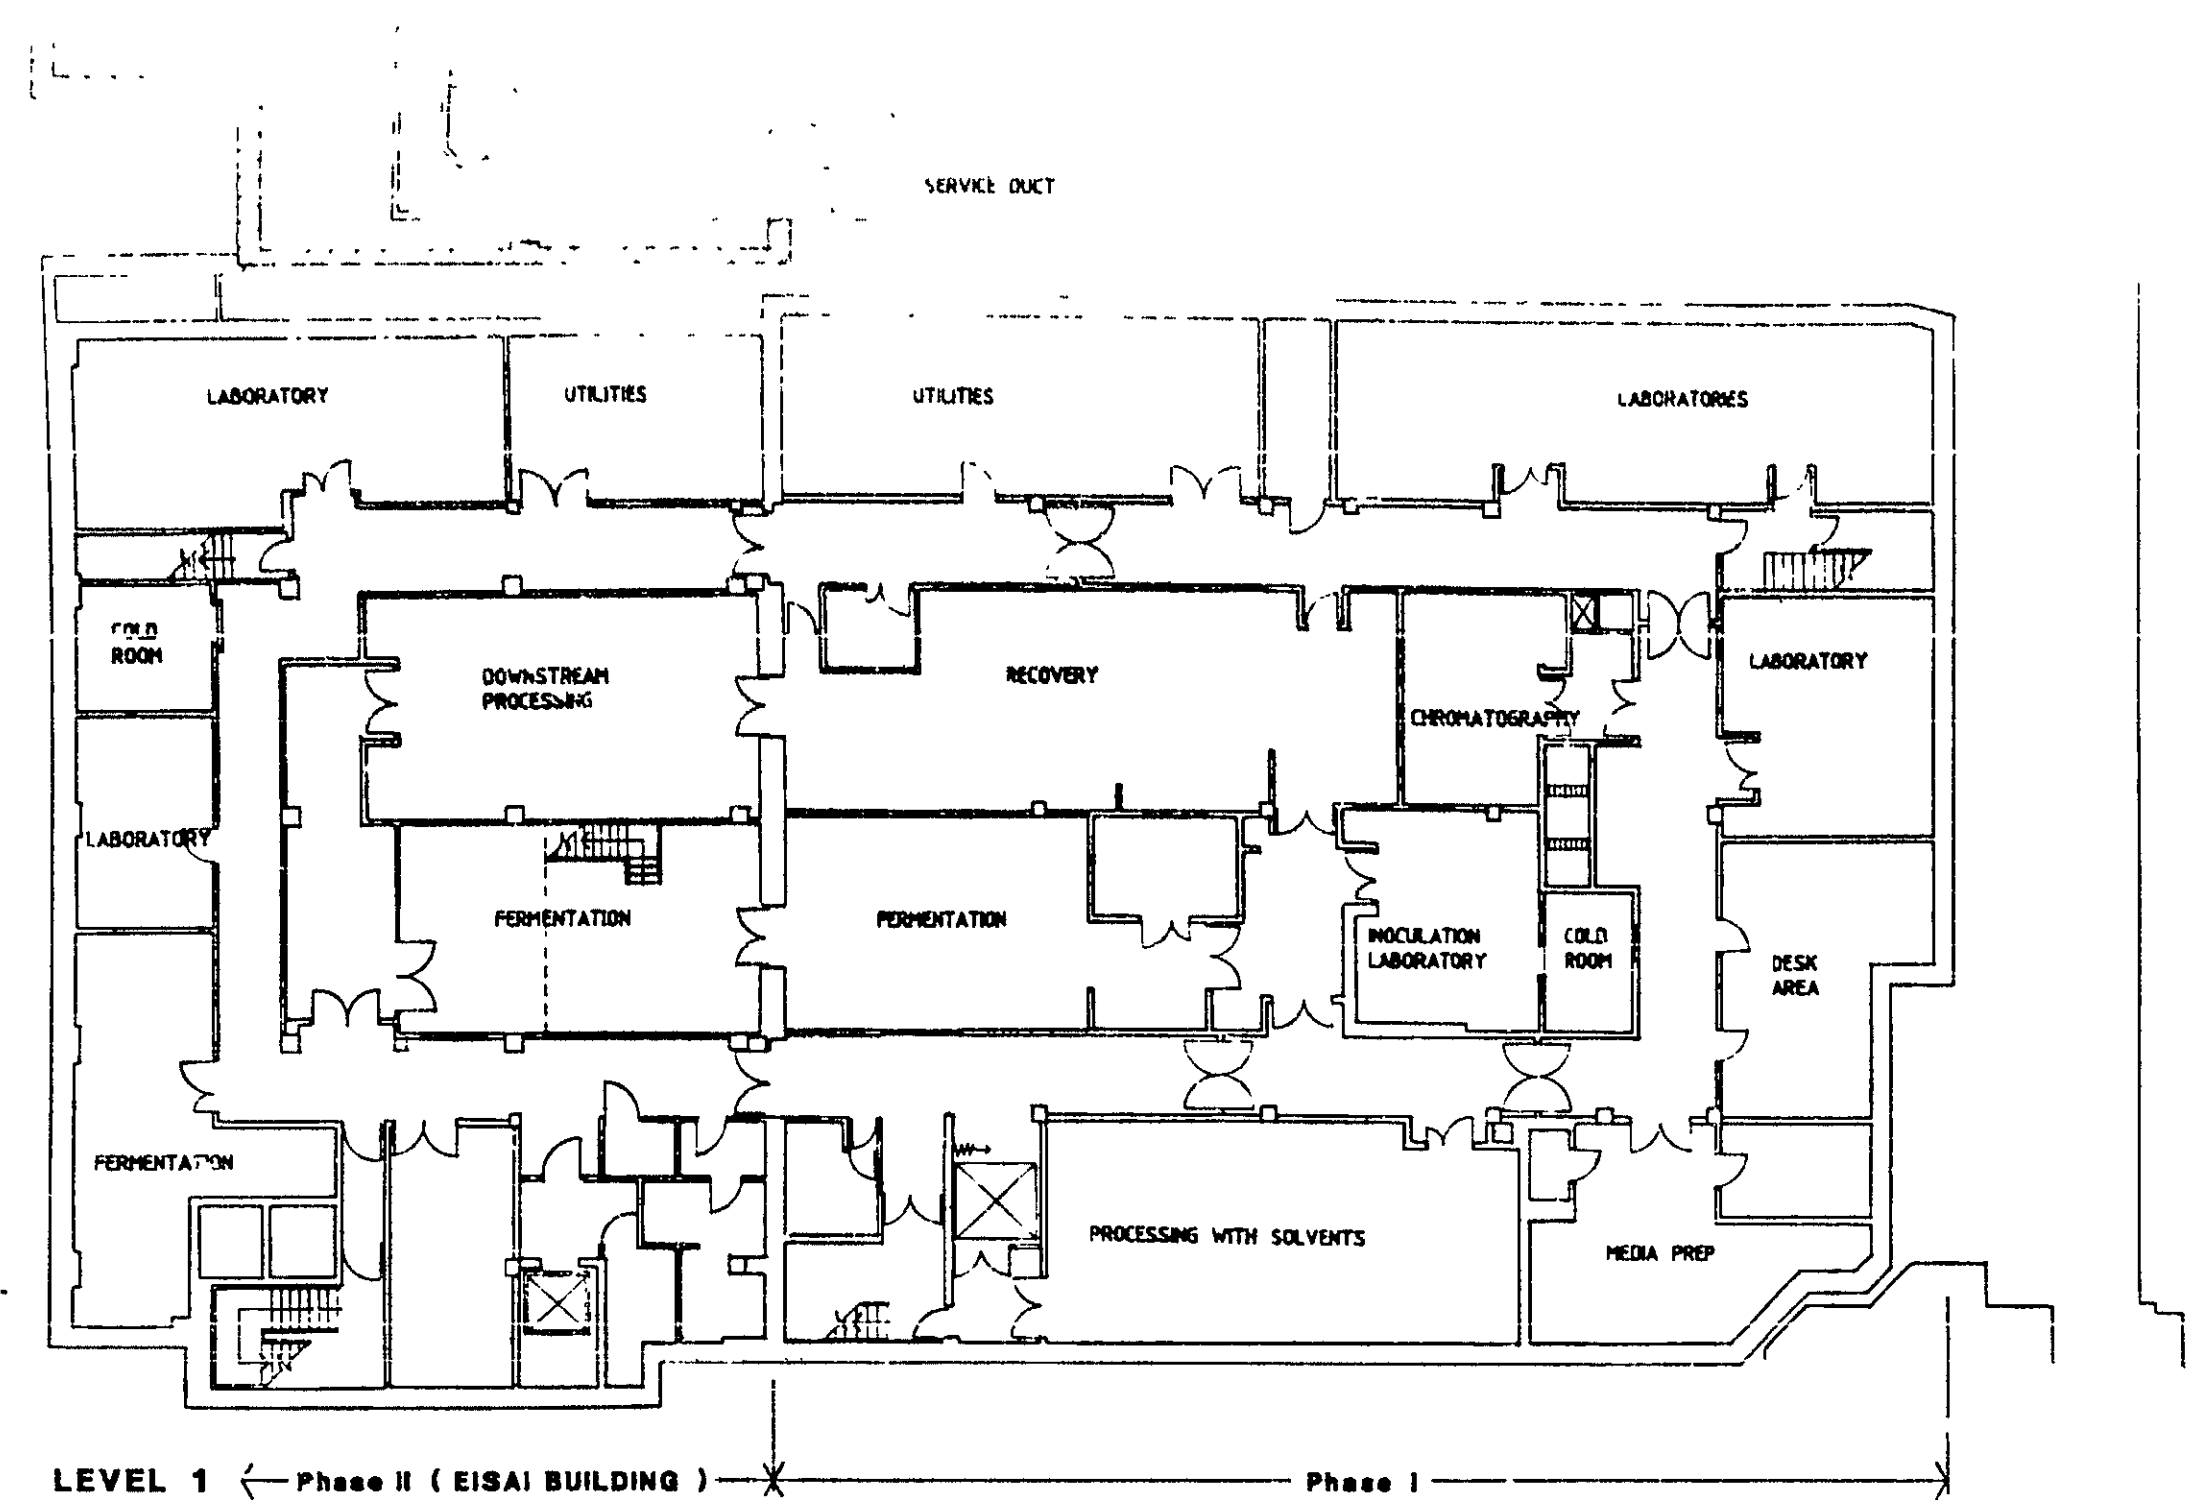 SERVICE DUCT
LABORATORY
UTILITIES
UTILITIES
LABORATORIES
COLD
ROOM
DOWNSTREAM
PROCESSING
RECOVERY
LABORATORY
CHROMATOGRAPHY
LABORATORY
FERMENTATION
FERMENTATION
INOCULATION
LABORATORY
COLD
ROOM
DESK
AREA
FERMENTATION
PROCESSING WITH SOLVENTS
MEDIA PREP
LEVEL 1 Phase II ( EISAI BUILDING ) Phase I